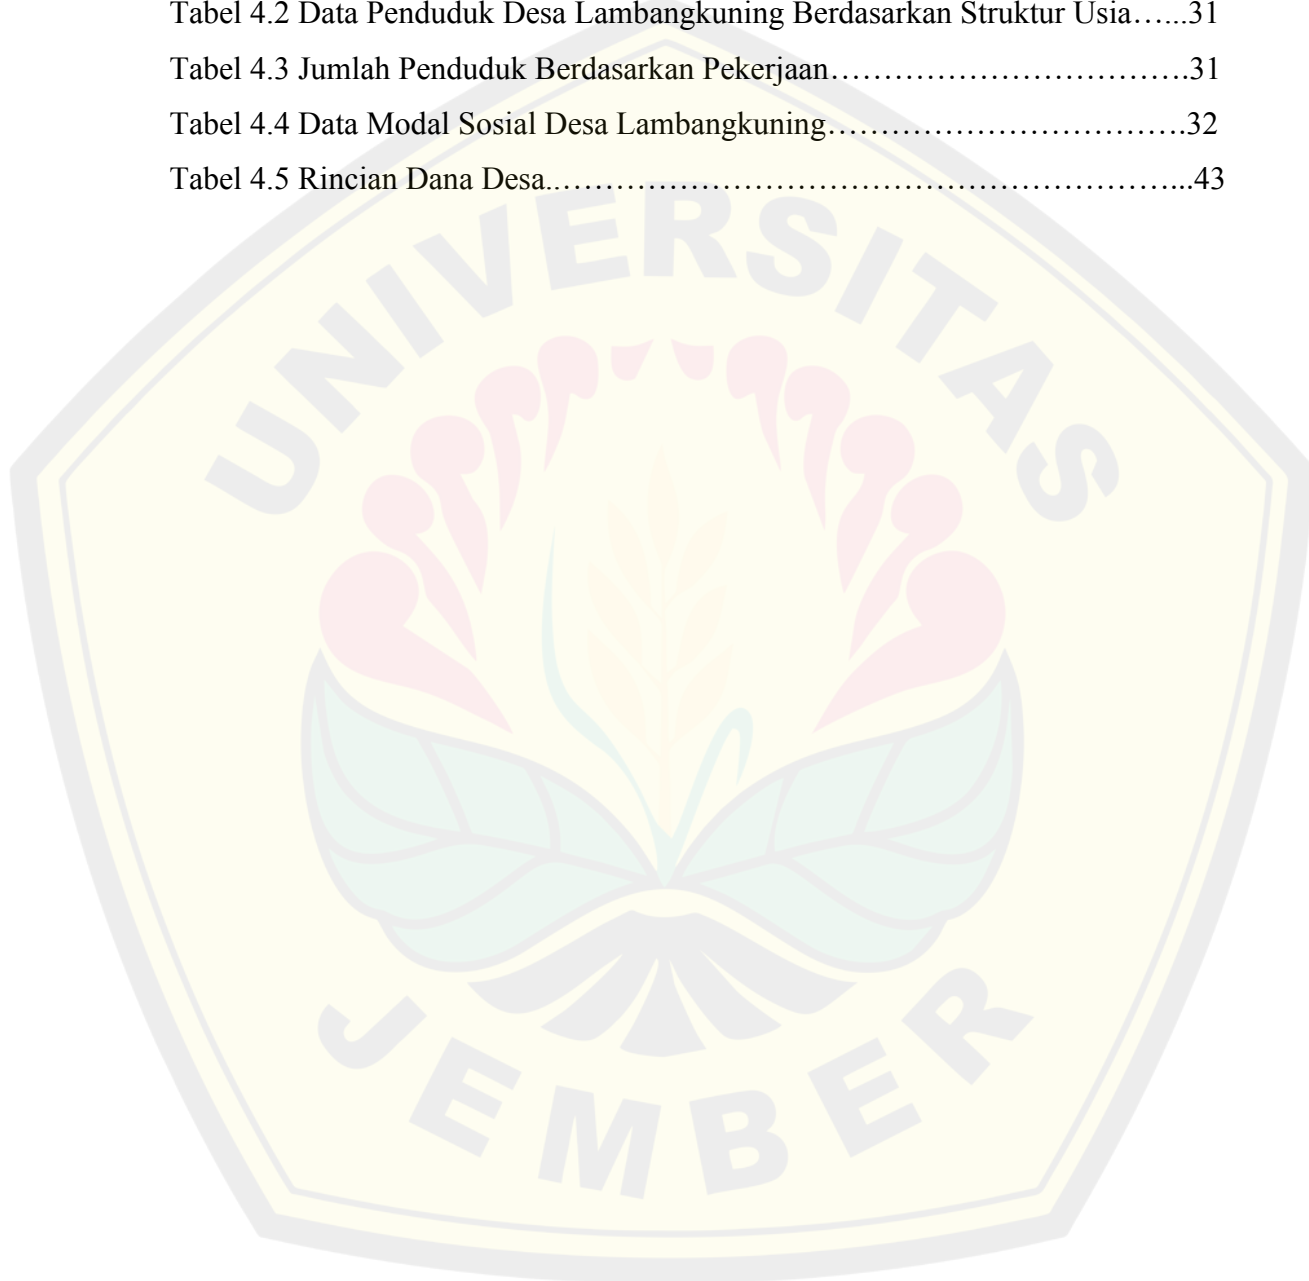 Tabel 4.2 Data Penduduk Desa Lambangkuning Berdasarkan Struktur Usia…...31
Tabel 4.3 Jumlah Penduduk Berdasarkan Pekerjaan…………………………….31
Tabel 4.4 Data Modal Sosial Desa Lambangkuning…………………………….32
Tabel 4.5 Rincian Dana Desa..…………………………………………………...43
UNIVERSITAS
JEMBER